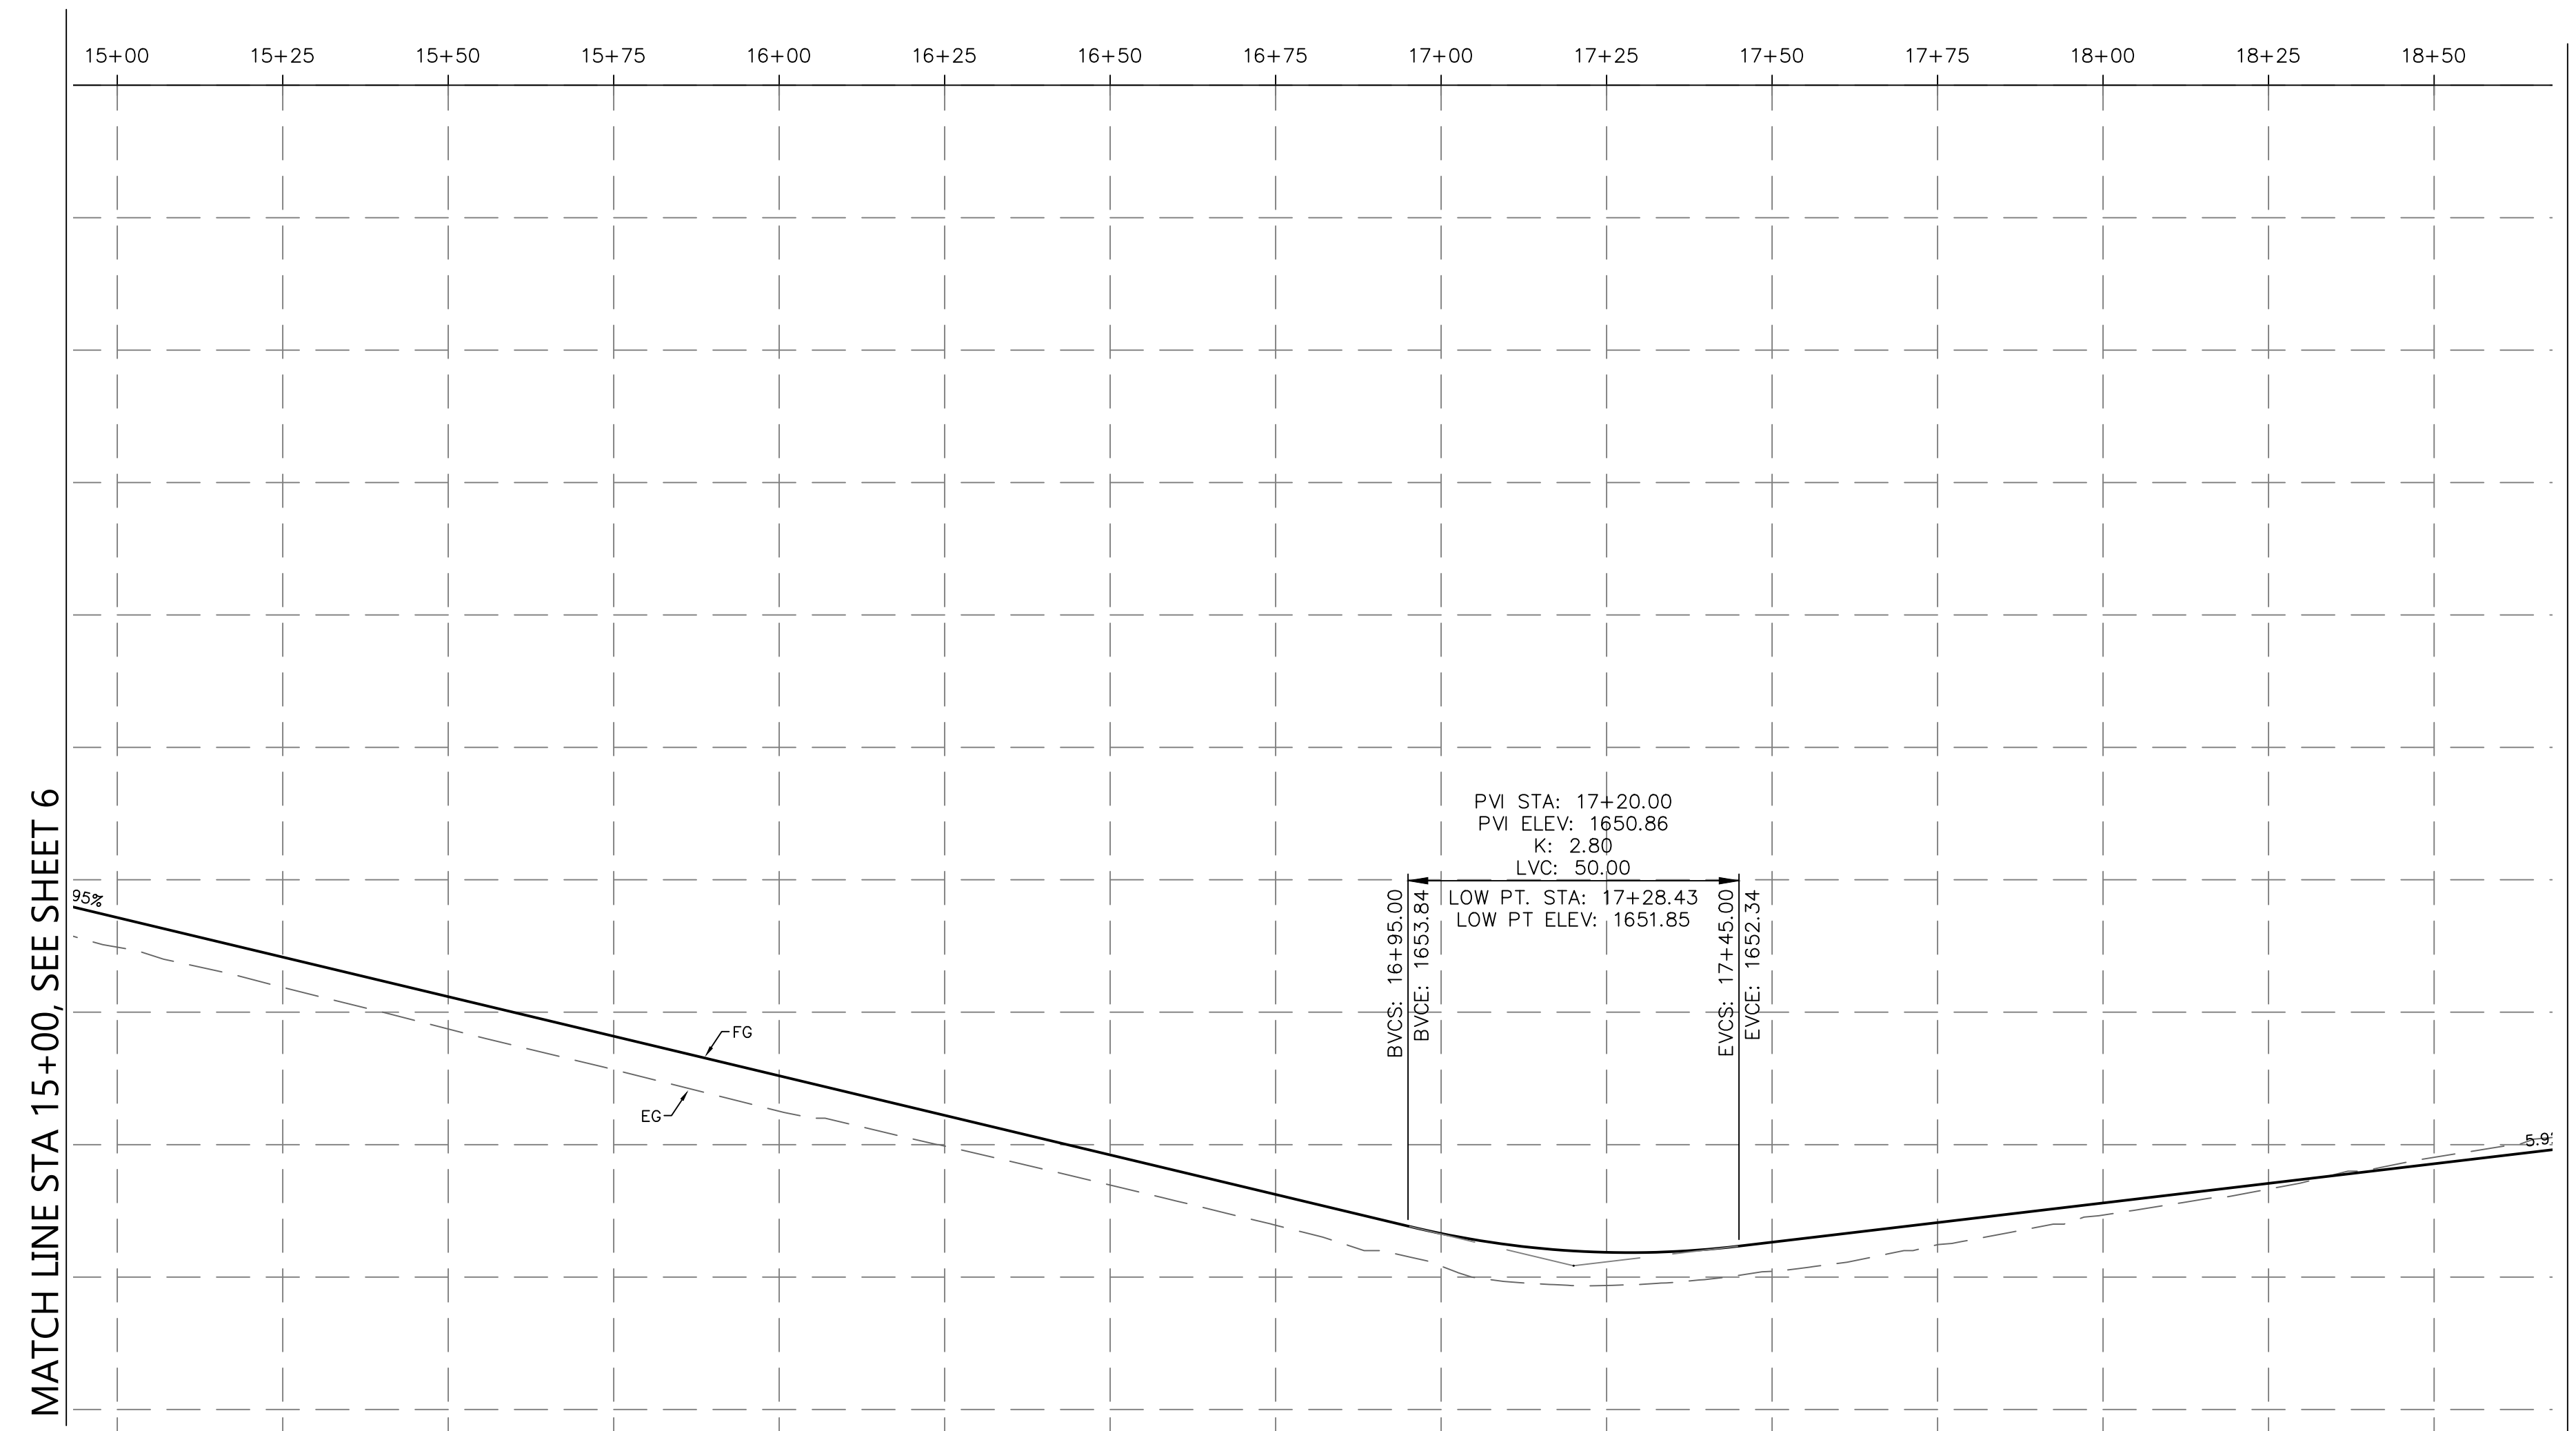 15+00 15+25 15+50 15+75 16+00 16+25 16+50 16+75 17+00 17+25 17+50 17+75 18+00 18+25 18+50
MATCH LINE STA 15+00, SEE SHEET 6
PVI STA: 17+20.00
PVI ELEV: 1650.86
K: 2.80
LVC: 50.00
LOW PT. STA: 17+28.43
LOW PT ELEV: 1651.85
BVCS: 16+95.00
BVCE: 1653.84
EVCS: 17+45.00
EVCE: 1652.34
95%
FG
EG
5.9